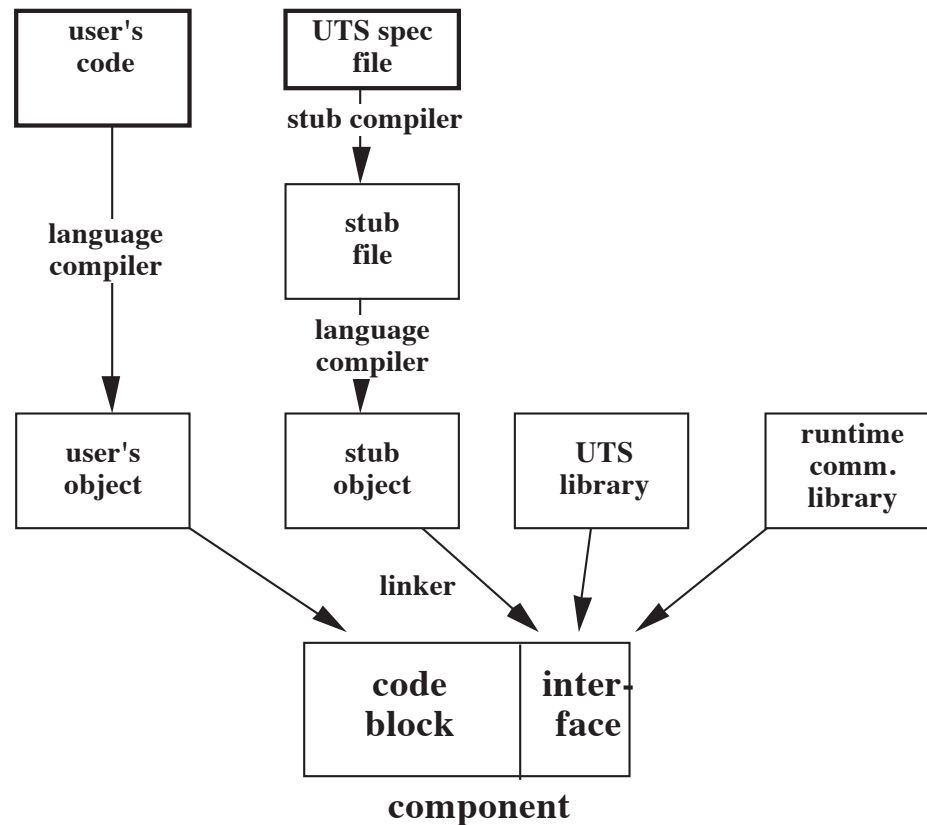 user's
code
UTS spec
file
stub compiler
stub
file
language
compiler
language
compiler
user's
object
stub
object
UTS
library
runtime
comm.
library
linker
code
block
inter-
face
component